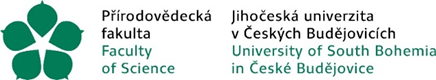 Přírodovědecká
fakulta
Faculty
of Science
Jihočeská univerzita
v Českých Budějovicích
University of South Bohemia
in České Budějovice